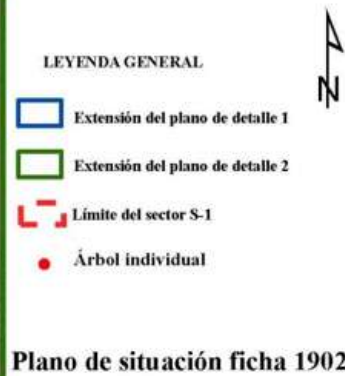 LEYENDA GENERAL
N
Extensión del plano de detalle 1
Extensión del plano de detalle 2
Límite del sector S-1
Árbol individual
Plano de situación ficha 1902